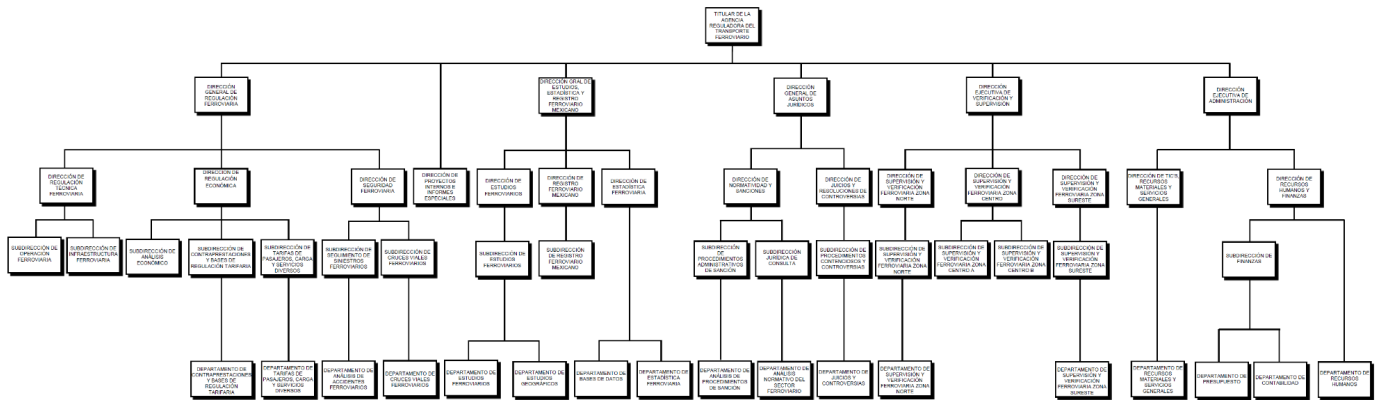 TITULAR DE LA
AGENCIA
REGULADORA DEL
TRANSPORTE
FERROVIARIO
DIRECCIÓN
GENERAL DE
REGULACIÓN
FERROVIARIA
DIRECCIÓN GRAL DE
ESTUDIOS,
ESTADÍSTICA Y
REGISTRO
FERROVIARIO
MEXICANO
DIRECCIÓN
GENERAL DE
ASUNTOS
JURÍDICOS
DIRECCIÓN
EJECUTIVA DE
VERIFICACIÓN Y
SUPERVISIÓN
DIRECCIÓN
EJECUTIVA DE
ADMINISTRACIÓN
DIRECCIÓN DE
REGULACIÓN
TÉCNICA
FERROVIARIA
DIRECCIÓN DE
REGULACIÓN
ECONÓMICA
DIRECCIÓN DE
SEGURIDAD
FERROVIARIA
DIRECCIÓN DE
PROYECTOS
INTERNOS E
INFORMES
ESPECIALES
DIRECCIÓN DE
ESTUDIOS
FERROVIARIOS
DIRECCIÓN DE
REGISTRO
FERROVIARIO
MEXICANO
DIRECCIÓN DE
ESTADÍSTICA
FERROVIARIA
DIRECCIÓN DE
NORMATIVIDAD Y
SANCIONES
DIRECCIÓN DE
JUICIOS Y
RESOLUCIONES DE
CONTROVERSIAS
DIRECCIÓN DE
SUPERVISIÓN Y
VERIFICACIÓN
FERROVIARIA ZONA
NORTE
DIRECCIÓN DE
SUPERVISIÓN Y
VERIFICACIÓN
FERROVIARIA ZONA
CENTRO
DIRECCIÓN DE
SUPERVISIÓN Y
VERIFICACIÓN
FERROVIARIA ZONA
SURESTE
DIRECCIÓN DE TICS,
RECURSOS
MATERIALES Y
SERVICIOS
GENERALES
DIRECCIÓN DE
RECURSOS
HUMANOS Y
FINANZAS
SUBDIRECCIÓN DE
OPERACIÓN
FERROVIARIA
SUBDIRECCIÓN DE
INFRAESTRUCTURA
FERROVIARIA
SUBDIRECCIÓN DE
ANÁLISIS
ECONÓMICO
SUBDIRECCIÓN DE
CONTRAPRESTACIONES
Y BASES DE
REGULACIÓN TARIFARIA
SUBDIRECCIÓN DE
TARIFAS DE
PASAJEROS, CARGA
Y SERVICIOS
DIVERSOS
SUBDIRECCIÓN DE
SEGUIMIENTO DE
SINIESTROS
FERROVIARIOS
SUBDIRECCIÓN DE
CRUCES VIALES
FERROVIARIOS
SUBDIRECCIÓN DE
ESTUDIOS
FERROVIARIOS
SUBDIRECCIÓN
DE REGISTRO
FERROVIARIO
MEXICANO
SUBDIRECCIÓN
DE
PROCEDIMIENTOS
ADMINISTRATIVOS
DE SANCIÓN
SUBDIRECCIÓN
JURÍDICA DE
CONSULTA
SUBDIRECCIÓN DE
PROCEDIMIENTOS
CONTENCIOSOS Y
CONTROVERSIAS
SUBDIRECCIÓN
DE
SUPERVISIÓN Y
VERIFICACIÓN
FERROVIARIA ZONA
NORTE
SUBDIRECCIÓN DE
SUPERVISIÓN Y
VERIFICACIÓN
FERROVIARIA ZONA
CENTRO A
SUBDIRECCIÓN DE
SUPERVISIÓN Y
VERIFICACIÓN
FERROVIARIA ZONA
CENTRO B
SUBDIRECCIÓN DE
SUPERVISIÓN Y
VERIFICACIÓN
FERROVIARIA ZONA
SURESTE
SUBDIRECCIÓN DE
FINANZAS
DEPARTAMENTO DE
CONTRAPRESTACIONES
Y BASES DE
REGULACIÓN
TARIFARIA
DEPARTAMENTO DE
TARIFAS DE
PASAJEROS, CARGA
Y SERVICIOS
DIVERSOS
DEPARTAMENTO DE
ANÁLISIS DE
ACCIDENTES
FERROVIARIOS
DEPARTAMENTO DE
CRUCES VIALES
FERROVIARIOS
DEPARTAMENTO DE
ESTUDIOS
FERROVIARIOS
DEPARTAMENTO DE
ESTUDIOS
GEOGRÁFICOS
DEPARTAMENTO DE
BASES DE DATOS
DEPARTAMENTO DE
ESTADÍSTICA
FERROVIARIA
DEPARTAMENTO DE
ANÁLISIS DE
PROCEDIMIENTOS
DE SANCIÓN
DEPARTAMENTO DE
ANÁLISIS
NORMATIVO DEL
SECTOR
FERROVIARIO
DEPARTAMENTO DE
JUICIOS Y
CONTROVERSIAS
DEPARTAMENTO DE
SUPERVISIÓN Y
VERIFICACIÓN
FERROVIARIA ZONA
NORTE
DEPARTAMENTO DE
SUPERVISIÓN Y
VERIFICACIÓN
FERROVIARIA ZONA
SURESTE
DEPARTAMENTO DE
RECURSOS
MATERIALES Y
SERVICIOS
GENERALES
DEPARTAMENTO DE
PRESUPUESTO
DEPARTAMENTO DE
CONTABILIDAD
DEPARTAMENTO DE
RECURSOS
HUMANOS